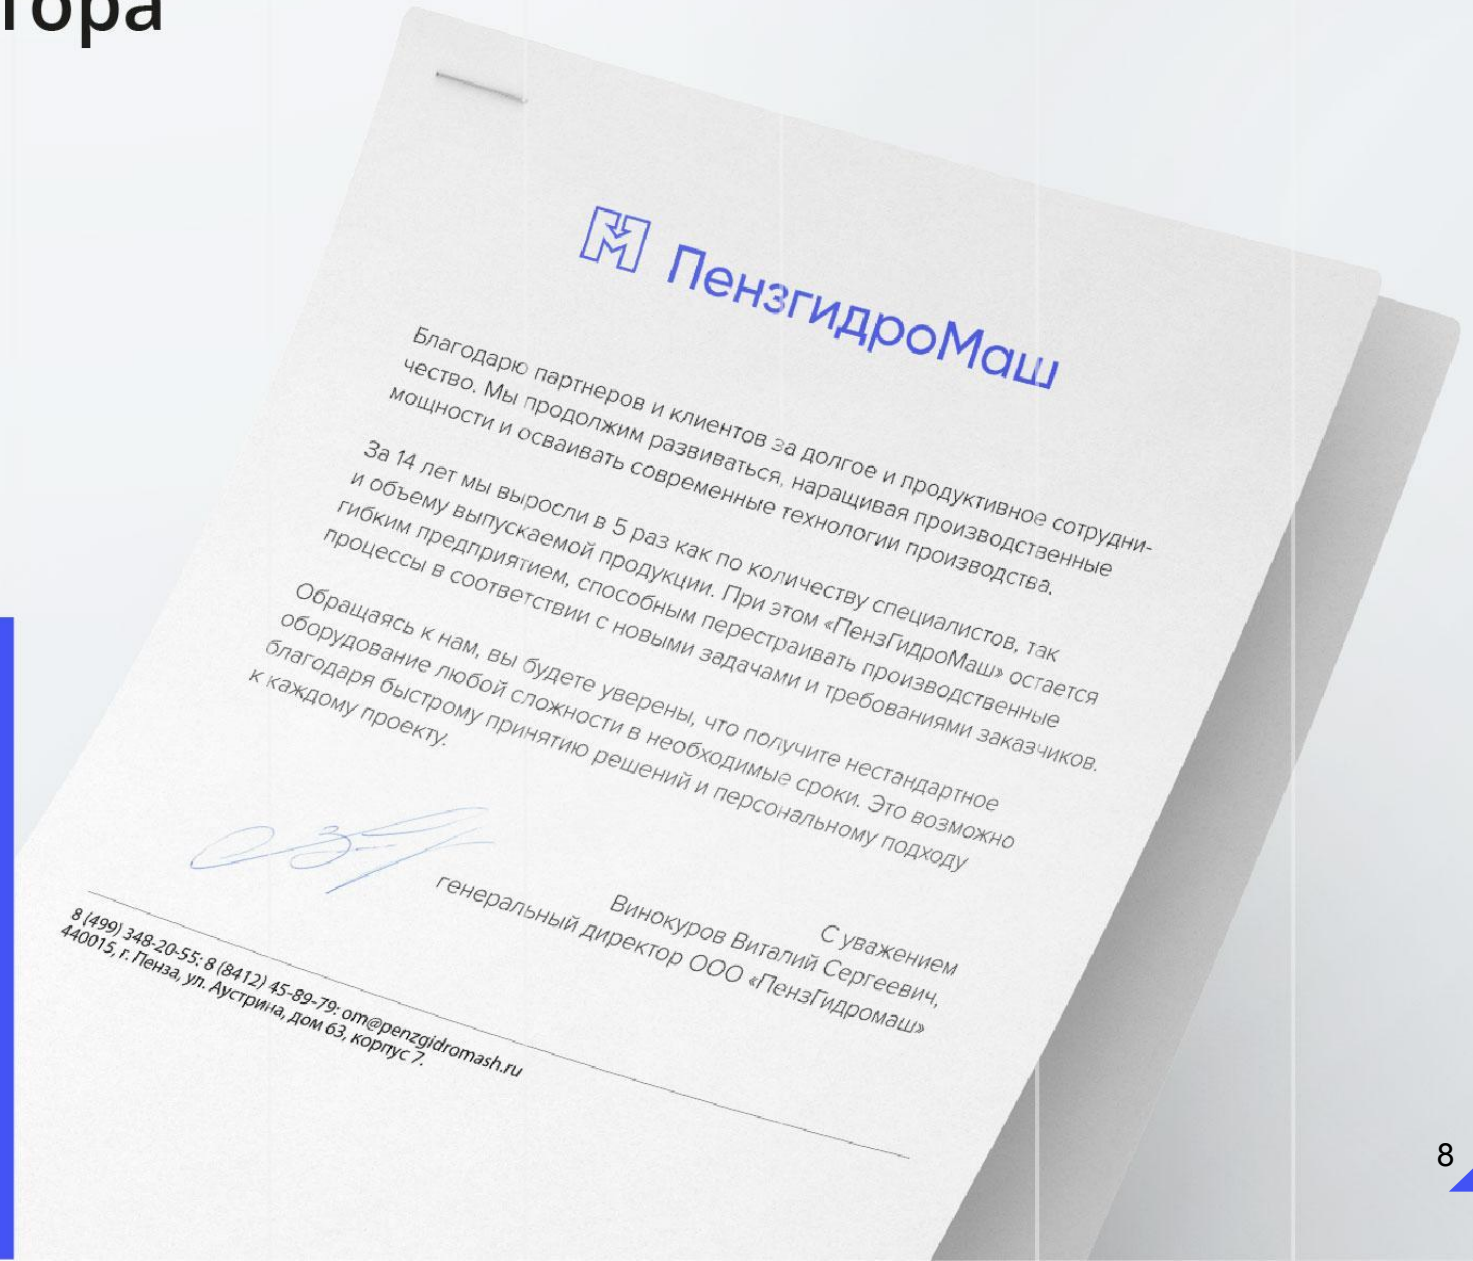 тора
ПензгидроМаш
Благодарю партнеров и клиентов за долгое и продуктивное сотрудни-
чество. Мы продолжим развиваться, наращивая производственные
мощности и осваивать современные технологии производства.
За 14 лет мы выросли в 5 раз как по количеству специалистов, так
и объему выпускаемой продукции. При этом «ПензГидроМаш» остается
гибким предприятием, способным перестраивать производственные
процессы в соответствии с новыми задачами и требованиями заказчиков.
Обращаясь к нам, вы будете уверены, что получите нестандартное
оборудование любой сложности в необходимые сроки. Это возможно
благодаря быстрому принятию решений и персональному подходу
к каждому проекту.
С уважением
Винокуров Виталий Сергеевич,
генеральный директор ООО «ПензГидромаш»
8 (499) 348-20-55; 8 (8412) 45-89-79: om@penzgidromash.ru
440015, г. Пенза, ул. Аустрина, дом 63, корпус 7.
8